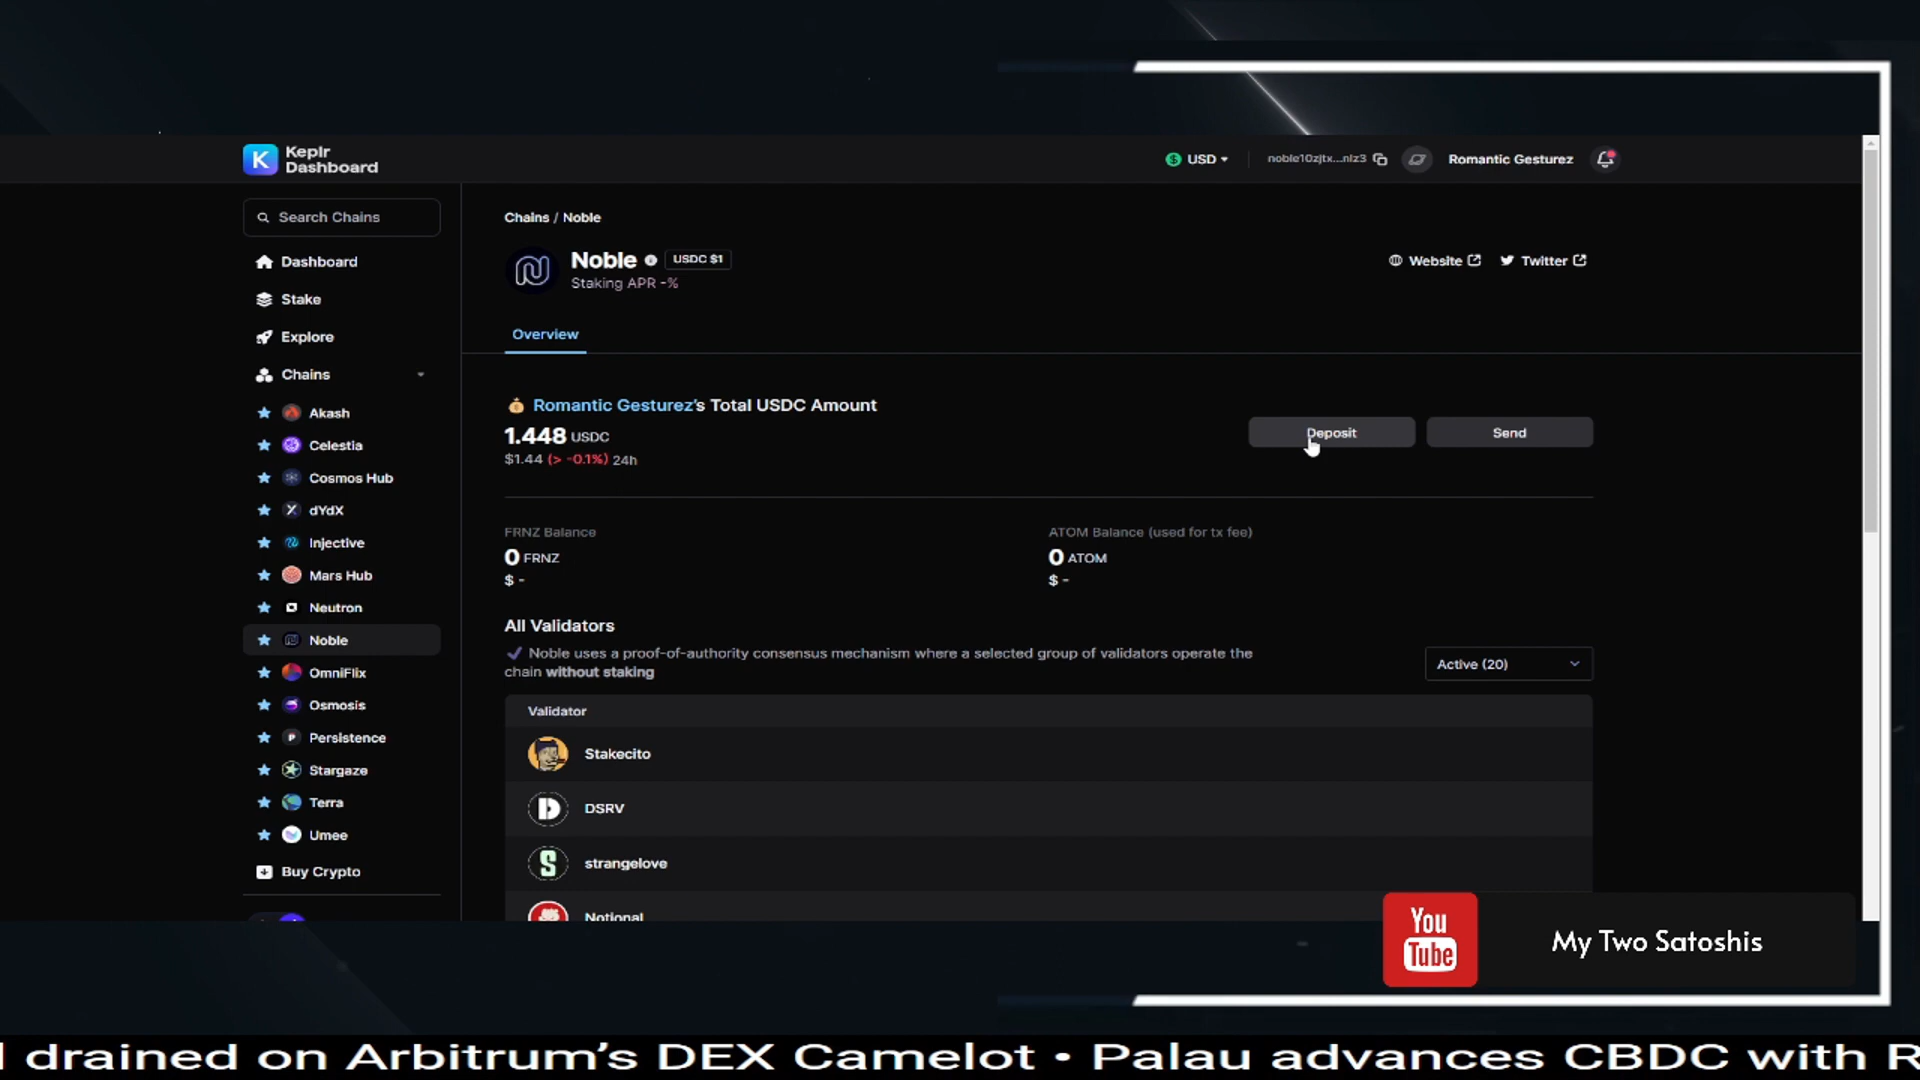 Keplr
Dashboard
USD
noble10zjtx...nlz3
Romantic Gesturez
Search Chains
Dashboard
Stake
Explore
Chains
Akash
Celestia
Cosmos Hub
dYdX
Injective
Mars Hub
Neutron
Noble
OmniFlix
Osmosis
Persistence
Stargaze
Terra
Umee
Buy Crypto
Chains / Noble
Noble USDC $1
Staking APR -%
Website Twitter
Overview
Romantic Gesturez's Total USDC Amount
1.448 USDC
$1.44 (> -0.1%) 24h
Deposit Send
FRNZ Balance
0 FRNZ
$ -
ATOM Balance (used for tx fee)
0 ATOM
$ -
All Validators
Noble uses a proof-of-authority consensus mechanism where a selected group of validators operate the
chain without staking
Active (20)
Validator
Stakecito
DSRV
strangelove
Notional
You
Tube
My Two Satoshis
drained on Arbitrum's DEX Camelot • Palau advances CBDC with R